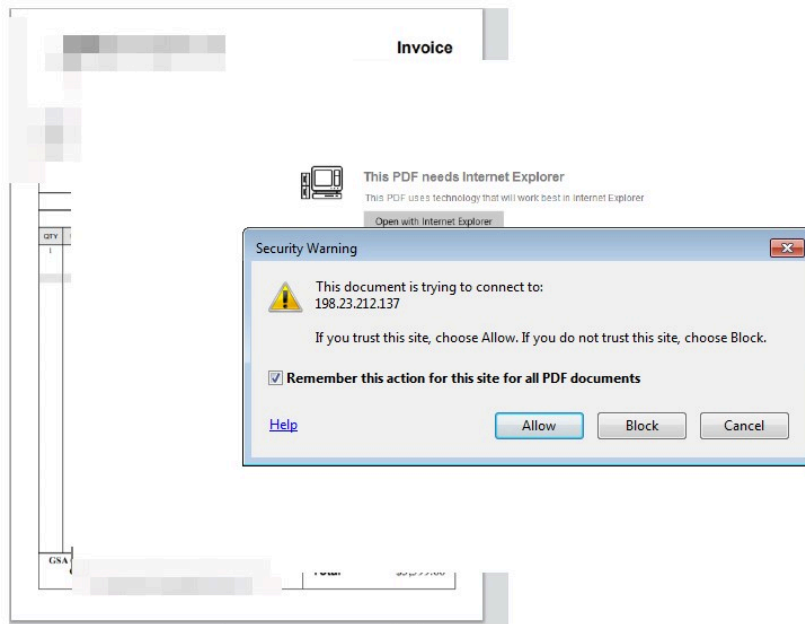 Invoice
This PDF needs Internet Explorer
This PDF uses technology that will work best in Internet Explorer
Open with Internet Explorer
QTY
1
Security Warning
This document is trying to connect to:
198.23.212.137
If you trust this site, choose Allow. If you do not trust this site, choose Block.
Remember this action for this site for all PDF documents
Help
Allow
Block
Cancel
GSA
Total